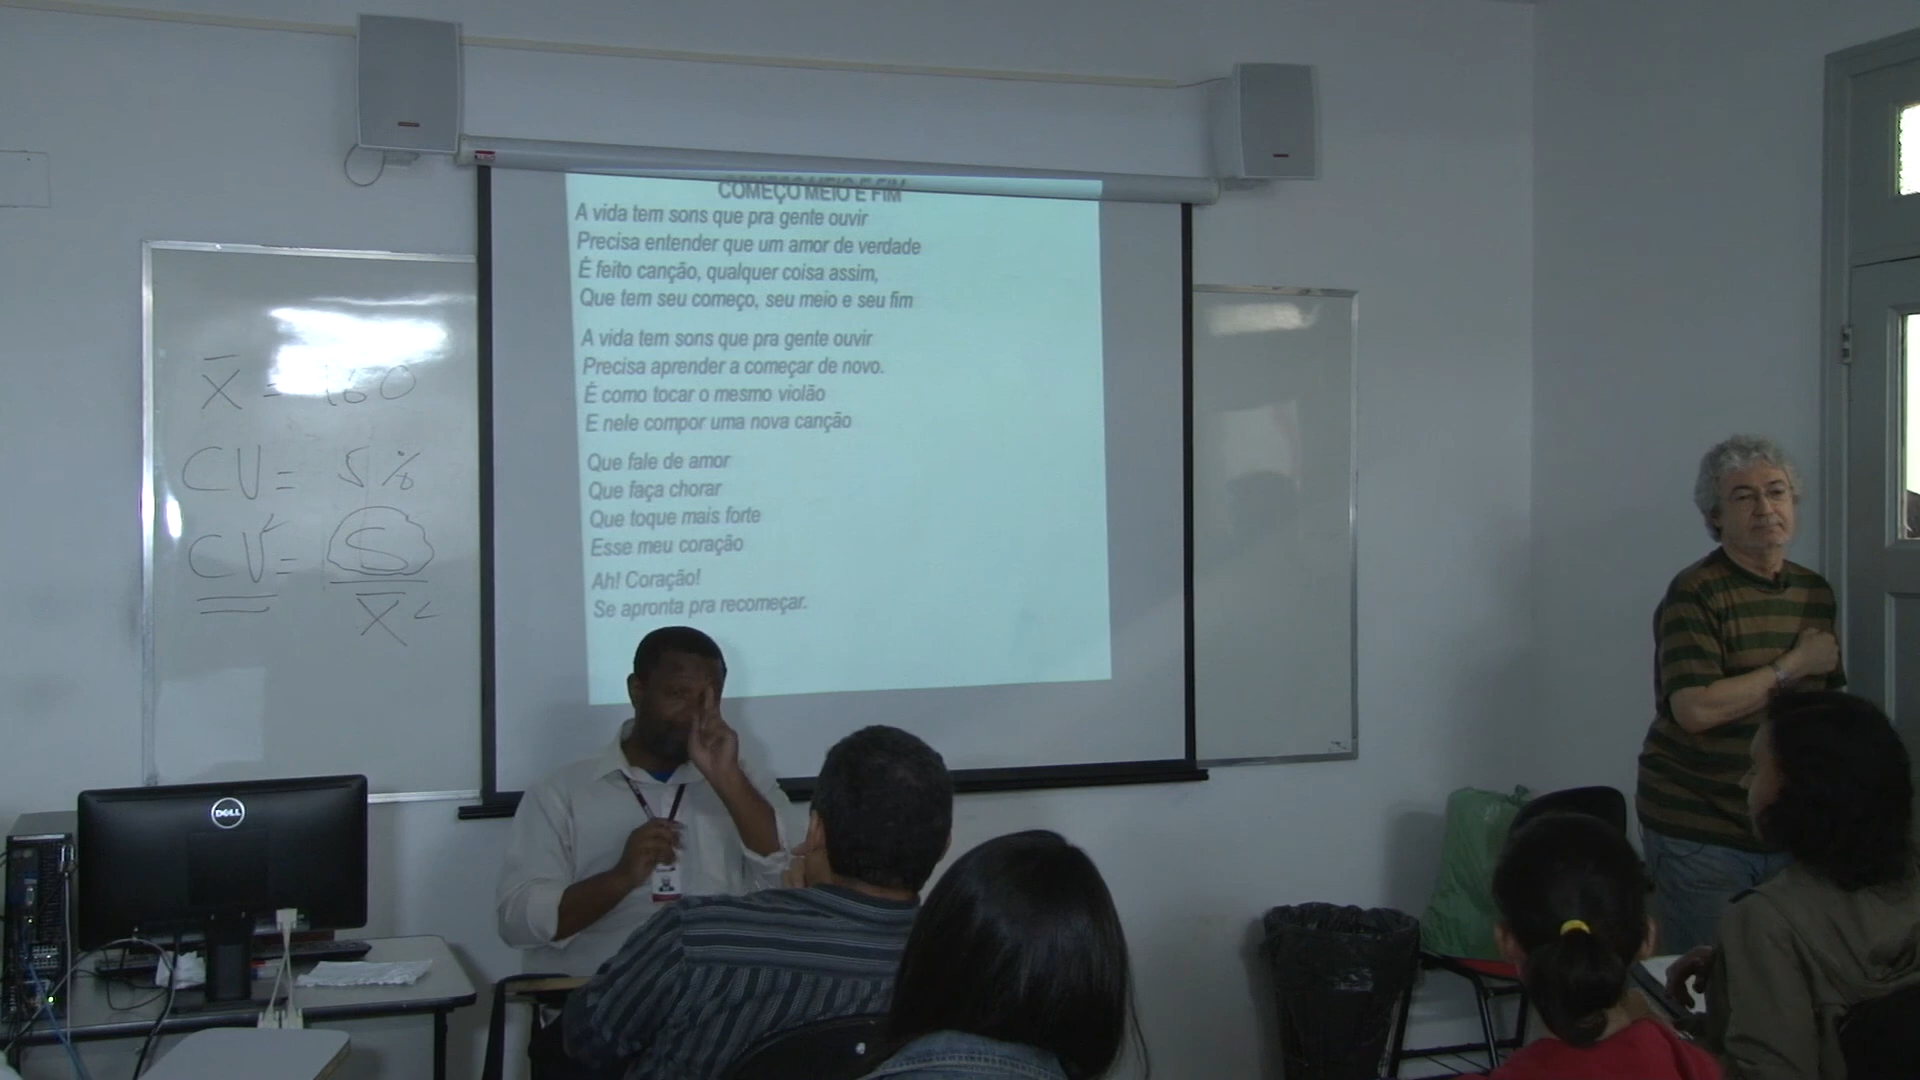 COMEÇO MEIO E FIM
A vida tem sons que pra gente ouvir
Precisa entender que um amor de verdade
É feito canção, qualquer coisa assim,
Que tem seu começo, seu meio e seu fim
A vida tem sons que pra gente ouvir
Precisa aprender a começar de novo.
É como tocar o mesmo violão
E nele compor uma nova canção
Que fale de amor
Que faça chorar
Que toque mais forte
Esse meu coração
Ah! Coração!
Se apronta pra recomeçar.
X̅ = 160
CV = 5%
CV = S
X̅
DELL